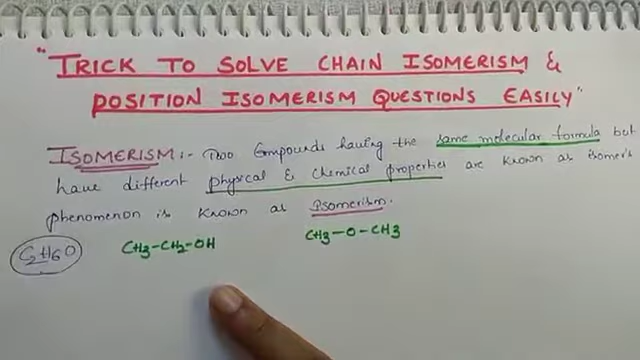 "TRICK TO SOLVE CHAIN ISOMERISM &
POSITION ISOMERISM QUESTIONS EASILY"
ISOMERISM:- Two Compounds having the same molecular formula but
have different physical & chemical properties are known as isomer's
phenomenon is known as Isomerism.
C2H6O CH3-CH2-OH CH3-O-CH3